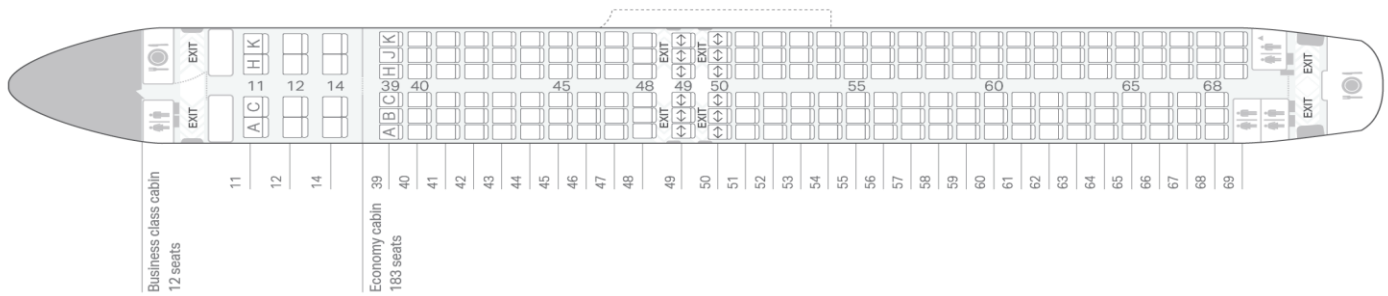 EXIT EXIT EXIT EXIT
K K
H J
H
11 12 14 39 40 45 48 49 50 55 60 65 68
C C
A B
A
EXIT EXIT EXIT EXIT
11 12 14 39 40 41 42 43 44 45 46 47 48 49 50 51 52 53 54 55 56 57 58 59 60 61 62 63 64 65 66 67 68 69
Business class cabin
12 seats
Economy cabin
183 seats